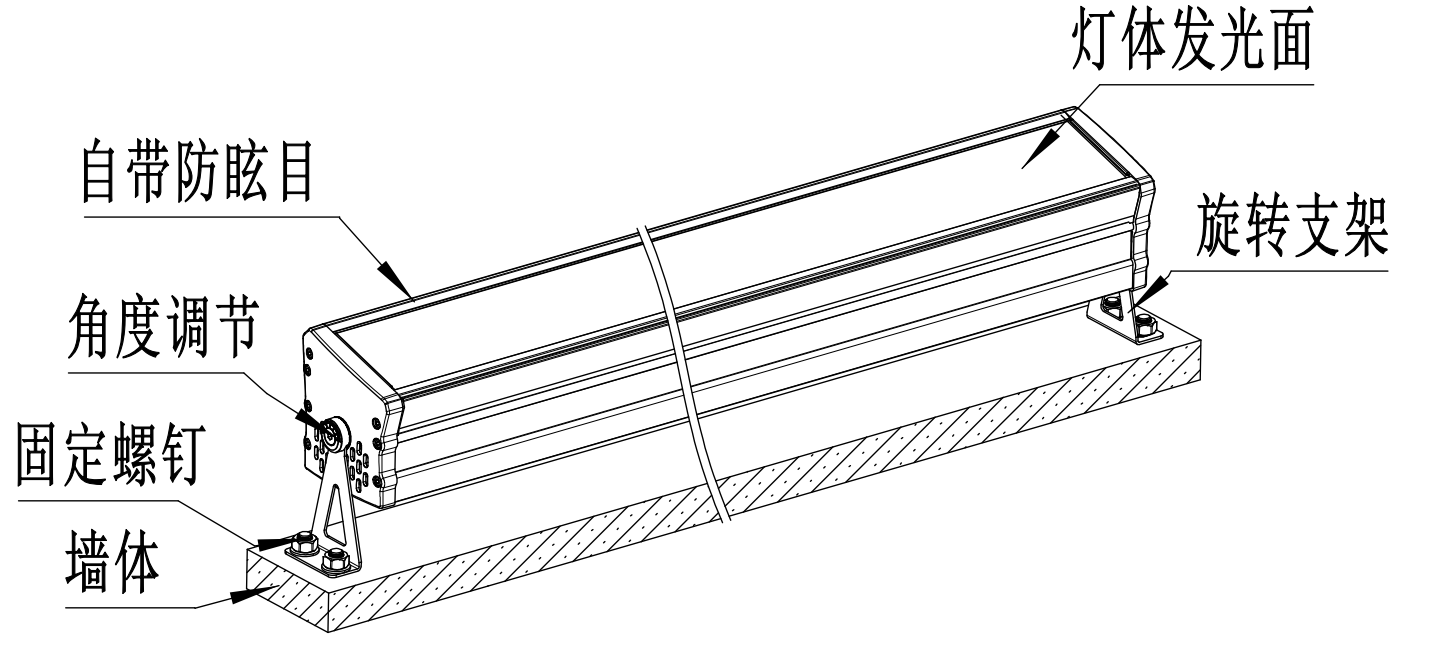 灯体发光面
自带防眩目
旋转支架
角度调节
固定螺钉
墙体